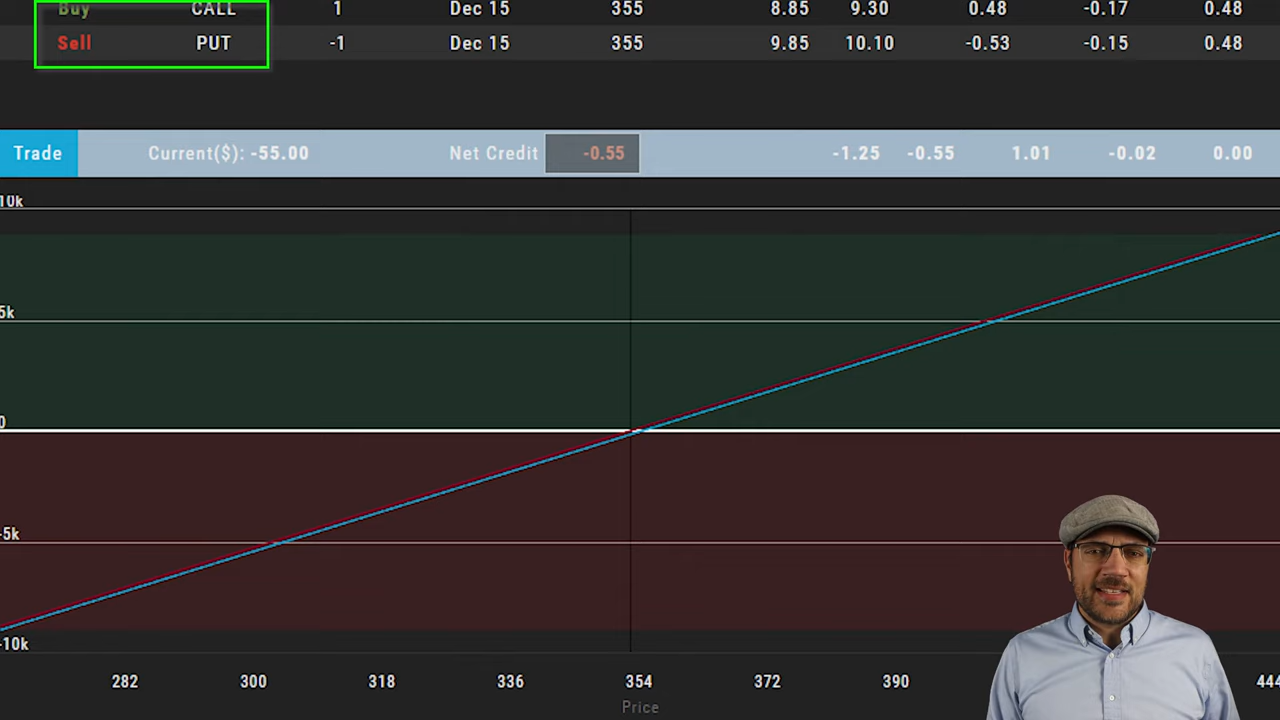 Buy CALL 1 Dec 15 355 8.85 9.30 0.48 -0.17 0.48
Sell PUT -1 Dec 15 355 9.85 10.10 -0.53 -0.15 0.48
Trade Current($): -55.00 Net Credit -0.55 -1.25 -0.55 1.01 -0.02 0.00
10k
5k
0
-5k
-10k
282 300 318 336 354 372 390 444
Price